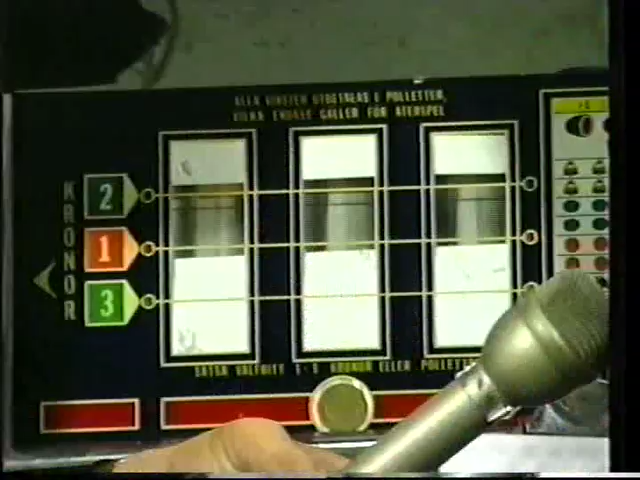 ALLA VINSTER UTBETALAS I POLLETTER,
VILKA ENDAST GÄLLER FÖR ÅTERSPEL
KRONOR
2
1
3
SATSA VALFRITT 1-3 KRONOR ELLER POLLETTER